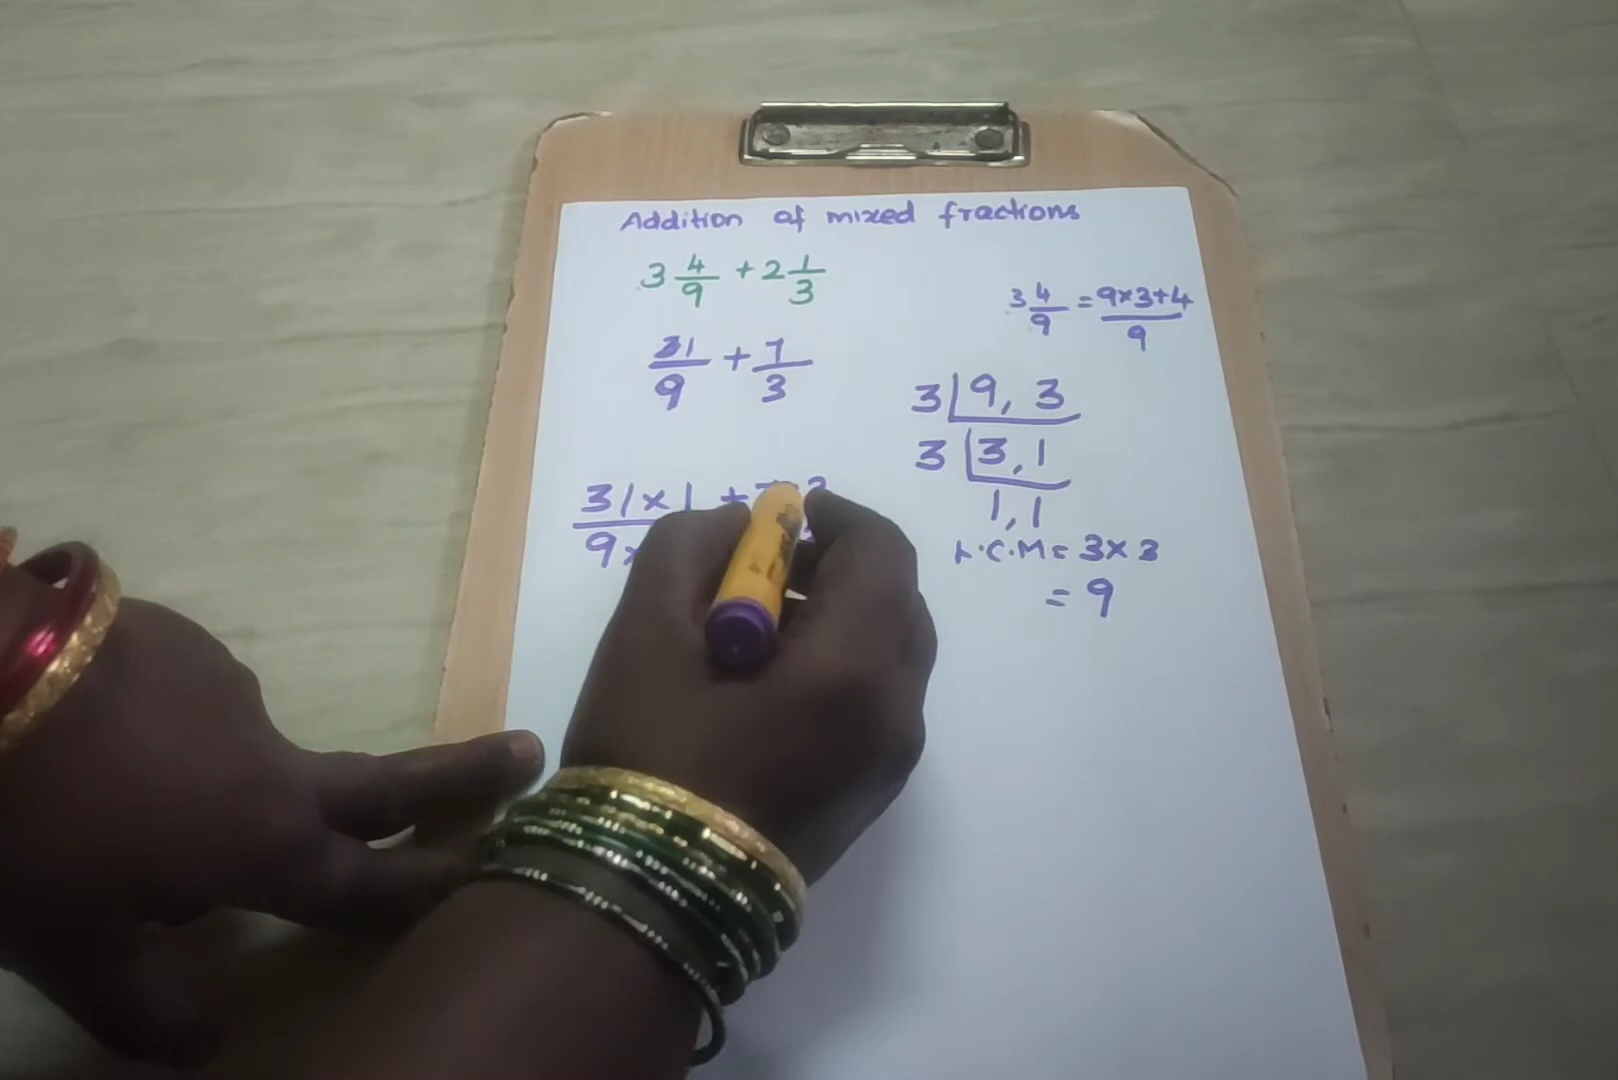 Addition of mixed fractions
3 4/9 + 2 1/3
3 4/9 = 9×3+4/9
31/9 + 7/3
3 | 9, 3
3 | 3, 1
1, 1
L.C.M = 3×3
= 9
31×1 +
9×